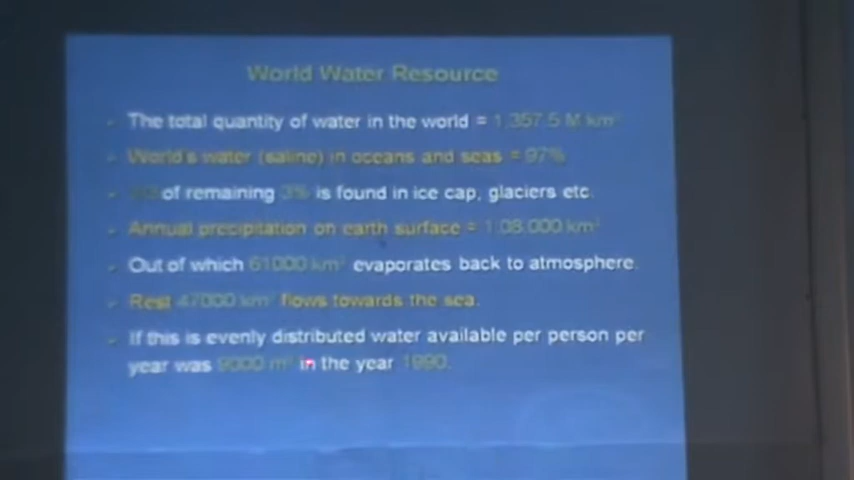 World Water Resource
The total quantity of water in the world = 1,357.5 M km³
World's water (saline) in oceans and seas = 97%
of remaining 3% is found in ice cap, glaciers etc.
Annual precipitation on earth surface = 1,08,000 km³
Out of which 61000 km³ evaporates back to atmosphere.
Rest 47000 km³ flows towards the sea.
If this is evenly distributed water available per person per
year was 9000 m³ in the year 1990.